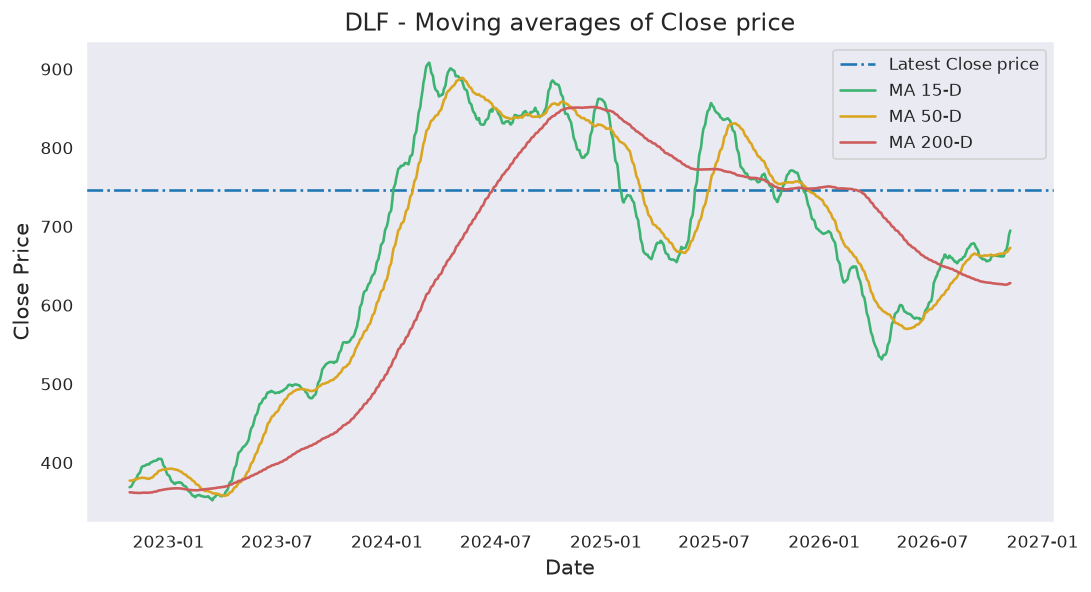 DLF - Moving averages of Close price
Latest Close price
MA 15-D
MA 50-D
MA 200-D
900
800
700
600
500
400
Close Price
2023-01 2023-07 2024-01 2024-07 2025-01 2025-07 2026-01 2026-07 2027-01
Date